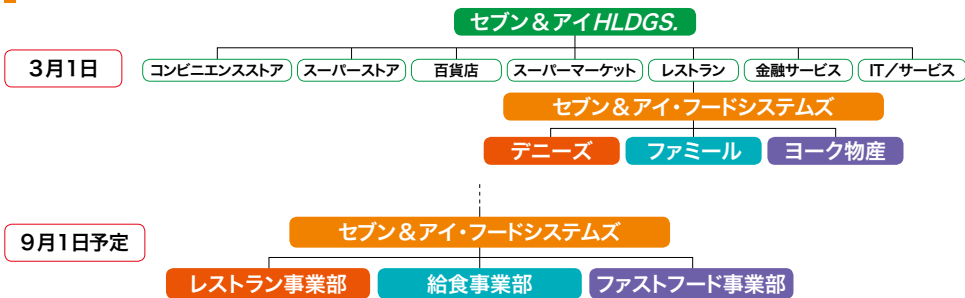 セブン＆アイHLDGS.
3月1日
コンビニエンスストア スーパーストア 百貨店 スーパーマーケット レストラン 金融サービス IT／サービス
セブン＆アイ・フードシステムズ
デニーズ ファミール ヨーク物産
9月1日予定
セブン＆アイ・フードシステムズ
レストラン事業部 給食事業部 ファストフード事業部